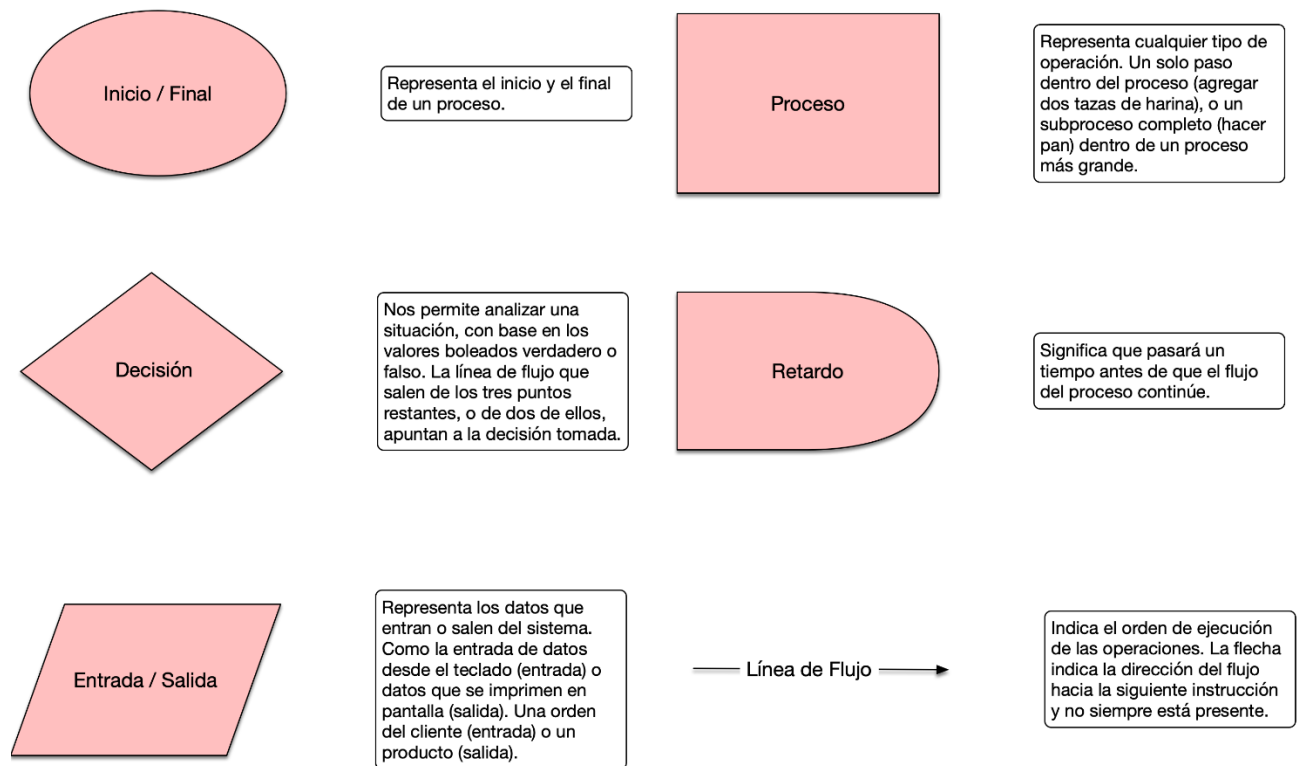 Inicio / Final
Representa el inicio y el final
de un proceso.
Proceso
Representa cualquier tipo de
operación. Un solo paso
dentro del proceso (agregar
dos tazas de harina), o un
subproceso completo (hacer
pan) dentro de un proceso
más grande.
Decisión
Nos permite analizar una
situación, con base en los
valores boleados verdadero o
falso. La línea de flujo que
salen de los tres puntos
restantes, o de dos de ellos,
apuntan a la decisión tomada.
Retardo
Significa que pasará un
tiempo antes de que el flujo
del proceso continúe.
Entrada / Salida
Representa los datos que
entran o salen del sistema.
Como la entrada de datos
desde el teclado (entrada) o
datos que se imprimen en
pantalla (salida). Una orden
del cliente (entrada) o un
producto (salida).
Línea de Flujo
Indica el orden de ejecución
de las operaciones. La flecha
indica la dirección del flujo
hacia la siguiente instrucción
y no siempre está presente.